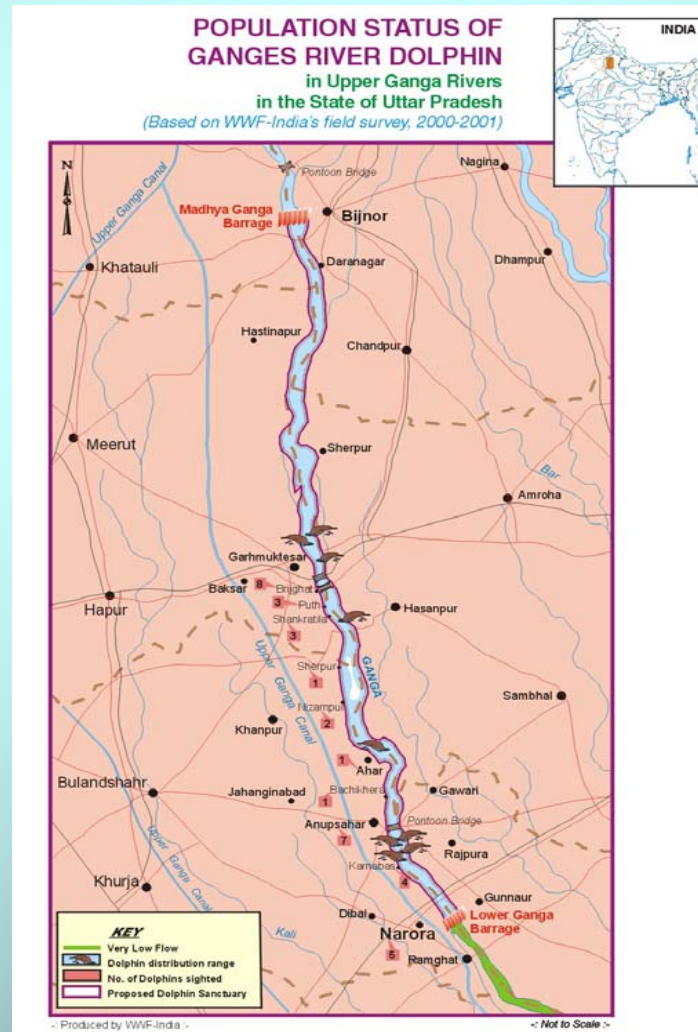 POPULATION STATUS OF
GANGES RIVER DOLPHIN
in Upper Ganga Rivers
in the State of Uttar Pradesh
(Based on WWF-India's field survey, 2000-2001)
INDIA
N
Upper Ganga Canal
Pontoon Bridge
Nagina
Madhya Ganga
Barrage
Bijnor
Khatauli
Daranagar
Dhampur
Hastinapur
Chandpur
Meerut
Sherpur
Bar
Amroha
Garhmuktesar
Baksar
8
Brijghat
Hapur
3
Puth
Hasanpur
Shankratila
3
Upper Ganga Canal
GANGA
Sherpur
1
Sambhal
Nizampur
2
Khanpur
1
Ahar
Bulandshahr
Jahanginabad
1
Bachikhera
Gawari
Anupsahar
Pontoon Bridge
7
Rajpura
Upper Ganga Canal
Karnabas
4
Khurja
Gunnaur
Dibal
Lower Ganga
Barrage
Kali
Narora
5
Ramghat
KEY
Very Low Flow
Dolphin distribution range
No. of Dolphins sighted
Proposed Dolphin Sanctuary
-: Produced by WWF-India :-
-: Not to Scale :-